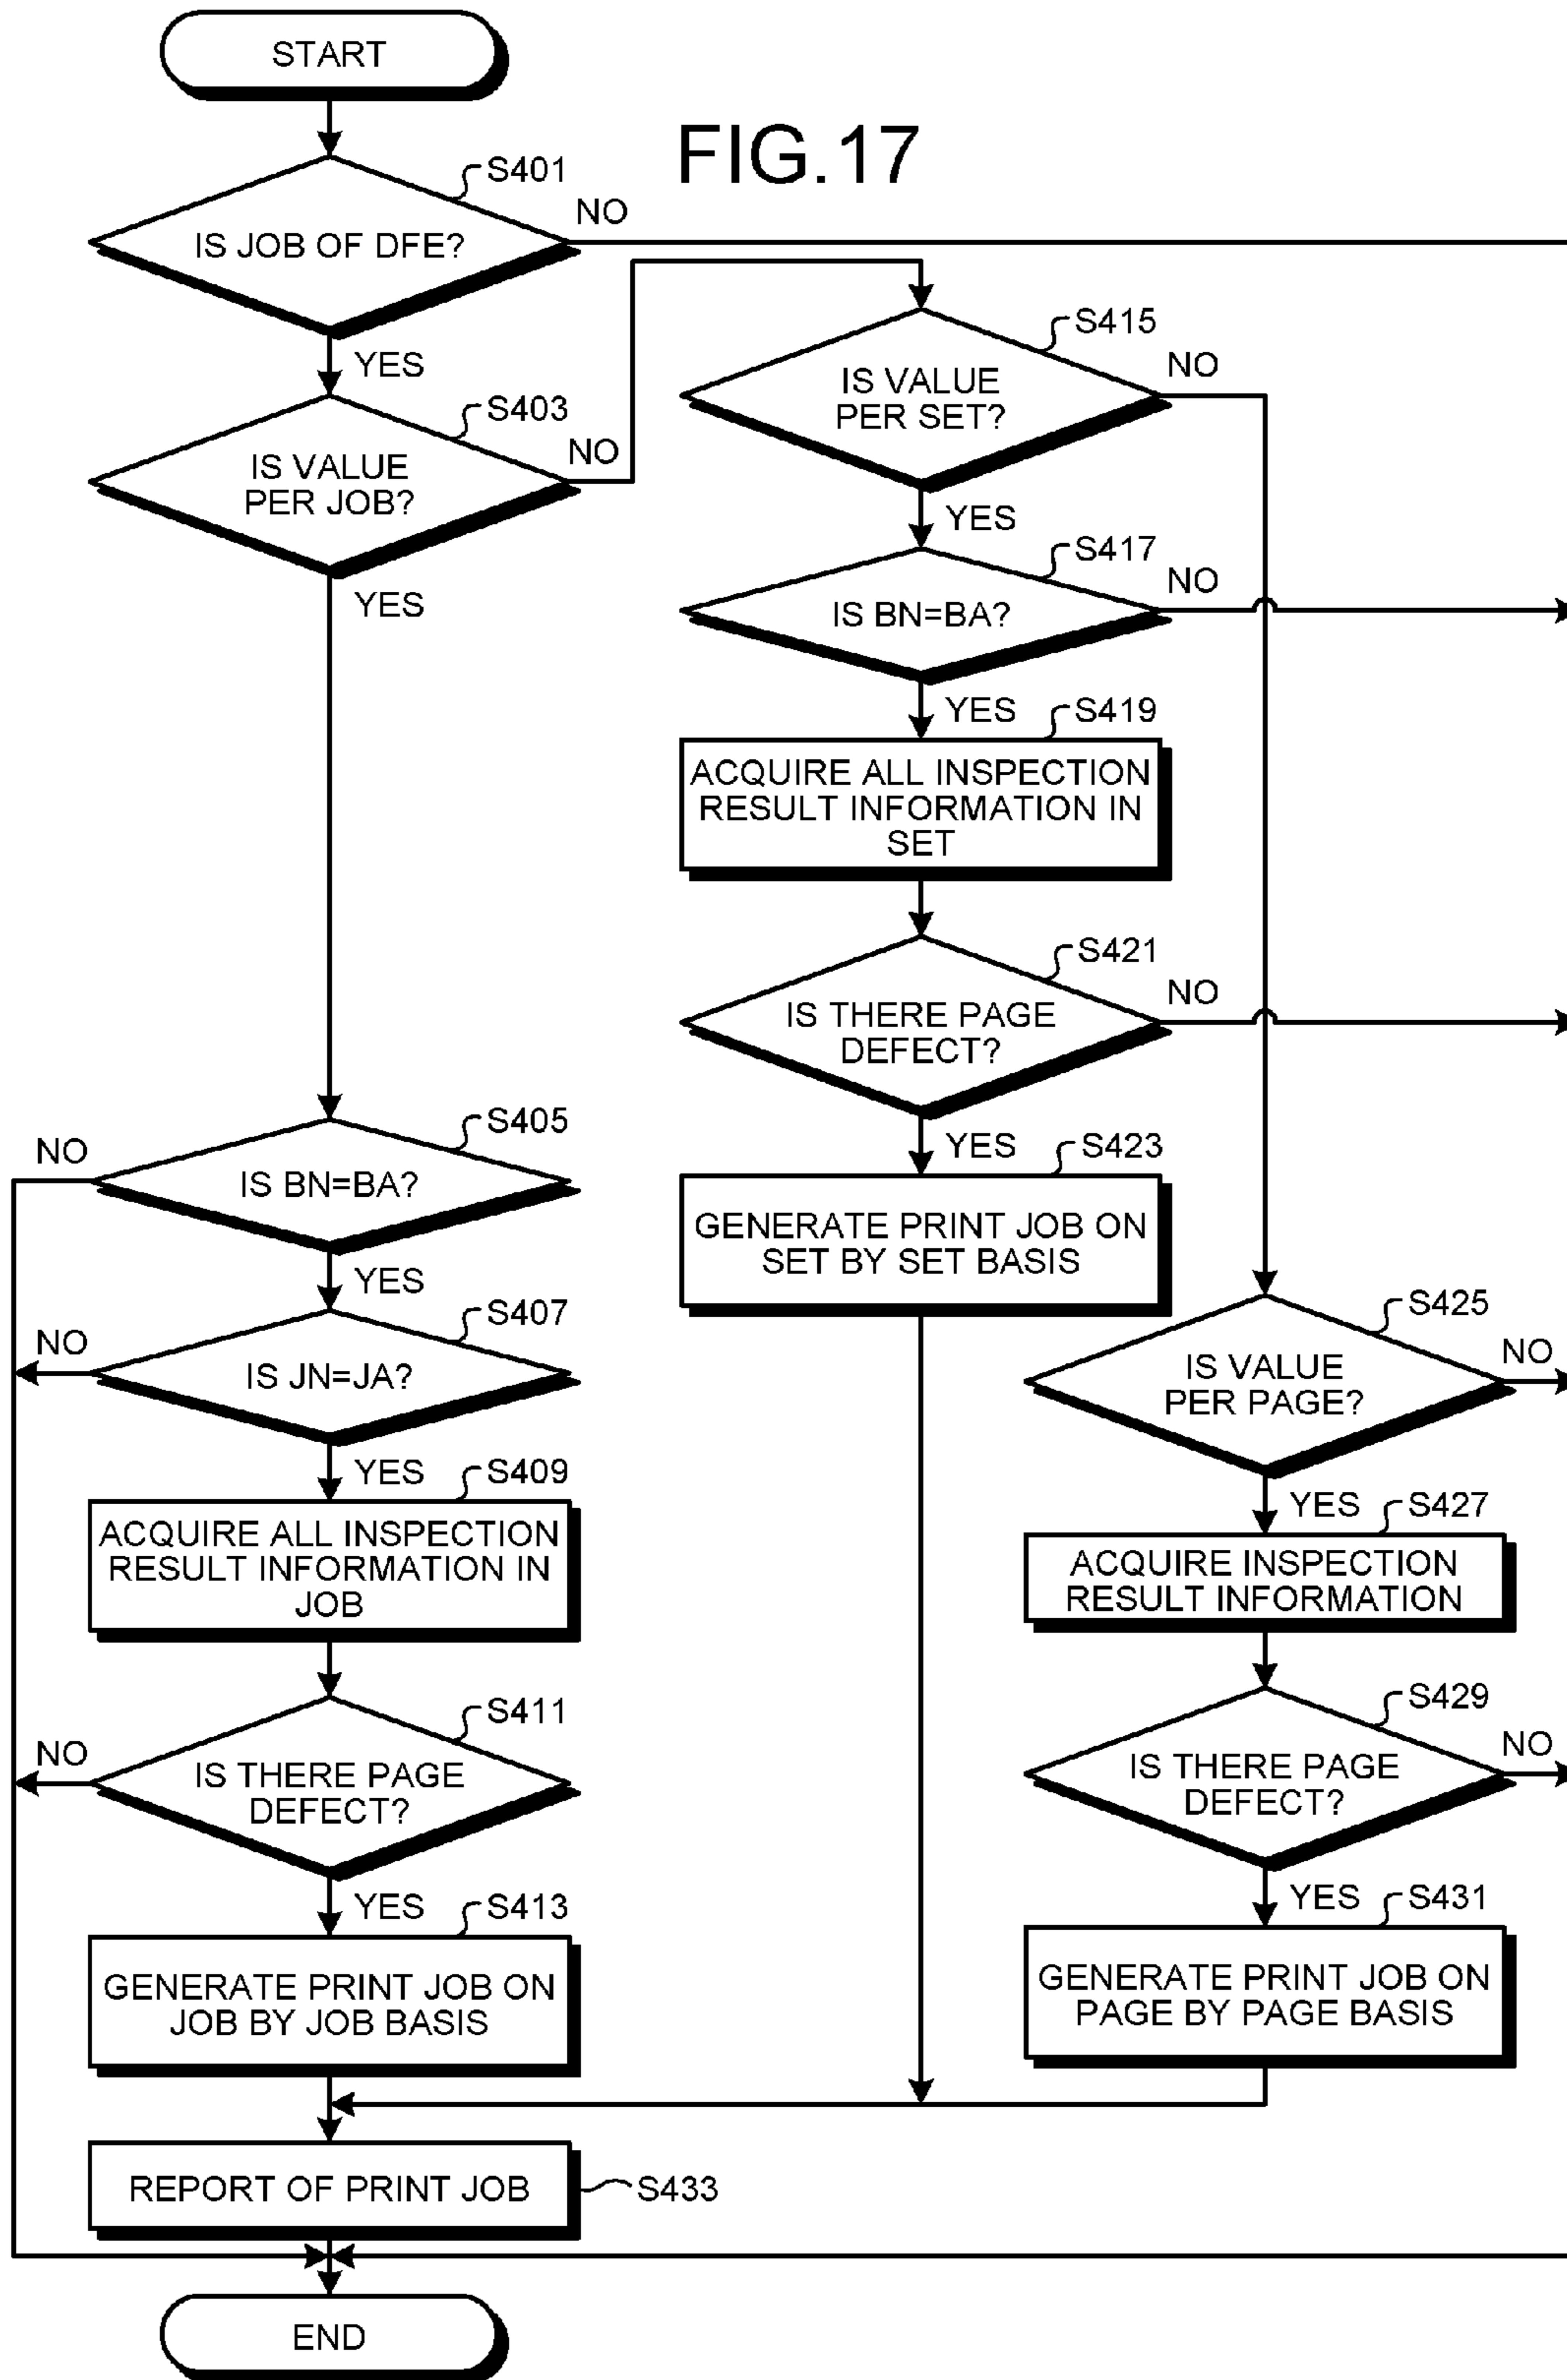 FIG.17
START
S401
IS JOB OF DFE?
NO
YES
S403
IS VALUE
PER JOB?
NO
YES
S405
IS BN=BA?
NO
YES
S407
IS JN=JA?
NO
YES
S409
ACQUIRE ALL INSPECTION
RESULT INFORMATION IN
JOB
S411
IS THERE PAGE
DEFECT?
NO
YES
S413
GENERATE PRINT JOB ON
JOB BY JOB BASIS
S415
IS VALUE
PER SET?
NO
YES
S417
IS BN=BA?
NO
YES
S419
ACQUIRE ALL INSPECTION
RESULT INFORMATION IN
SET
S421
IS THERE PAGE
DEFECT?
NO
YES
S423
GENERATE PRINT JOB ON
SET BY SET BASIS
S425
IS VALUE
PER PAGE?
NO
YES
S427
ACQUIRE INSPECTION
RESULT INFORMATION
S429
IS THERE PAGE
DEFECT?
NO
YES
S431
GENERATE PRINT JOB ON
PAGE BY PAGE BASIS
REPORT OF PRINT JOB
S433
END